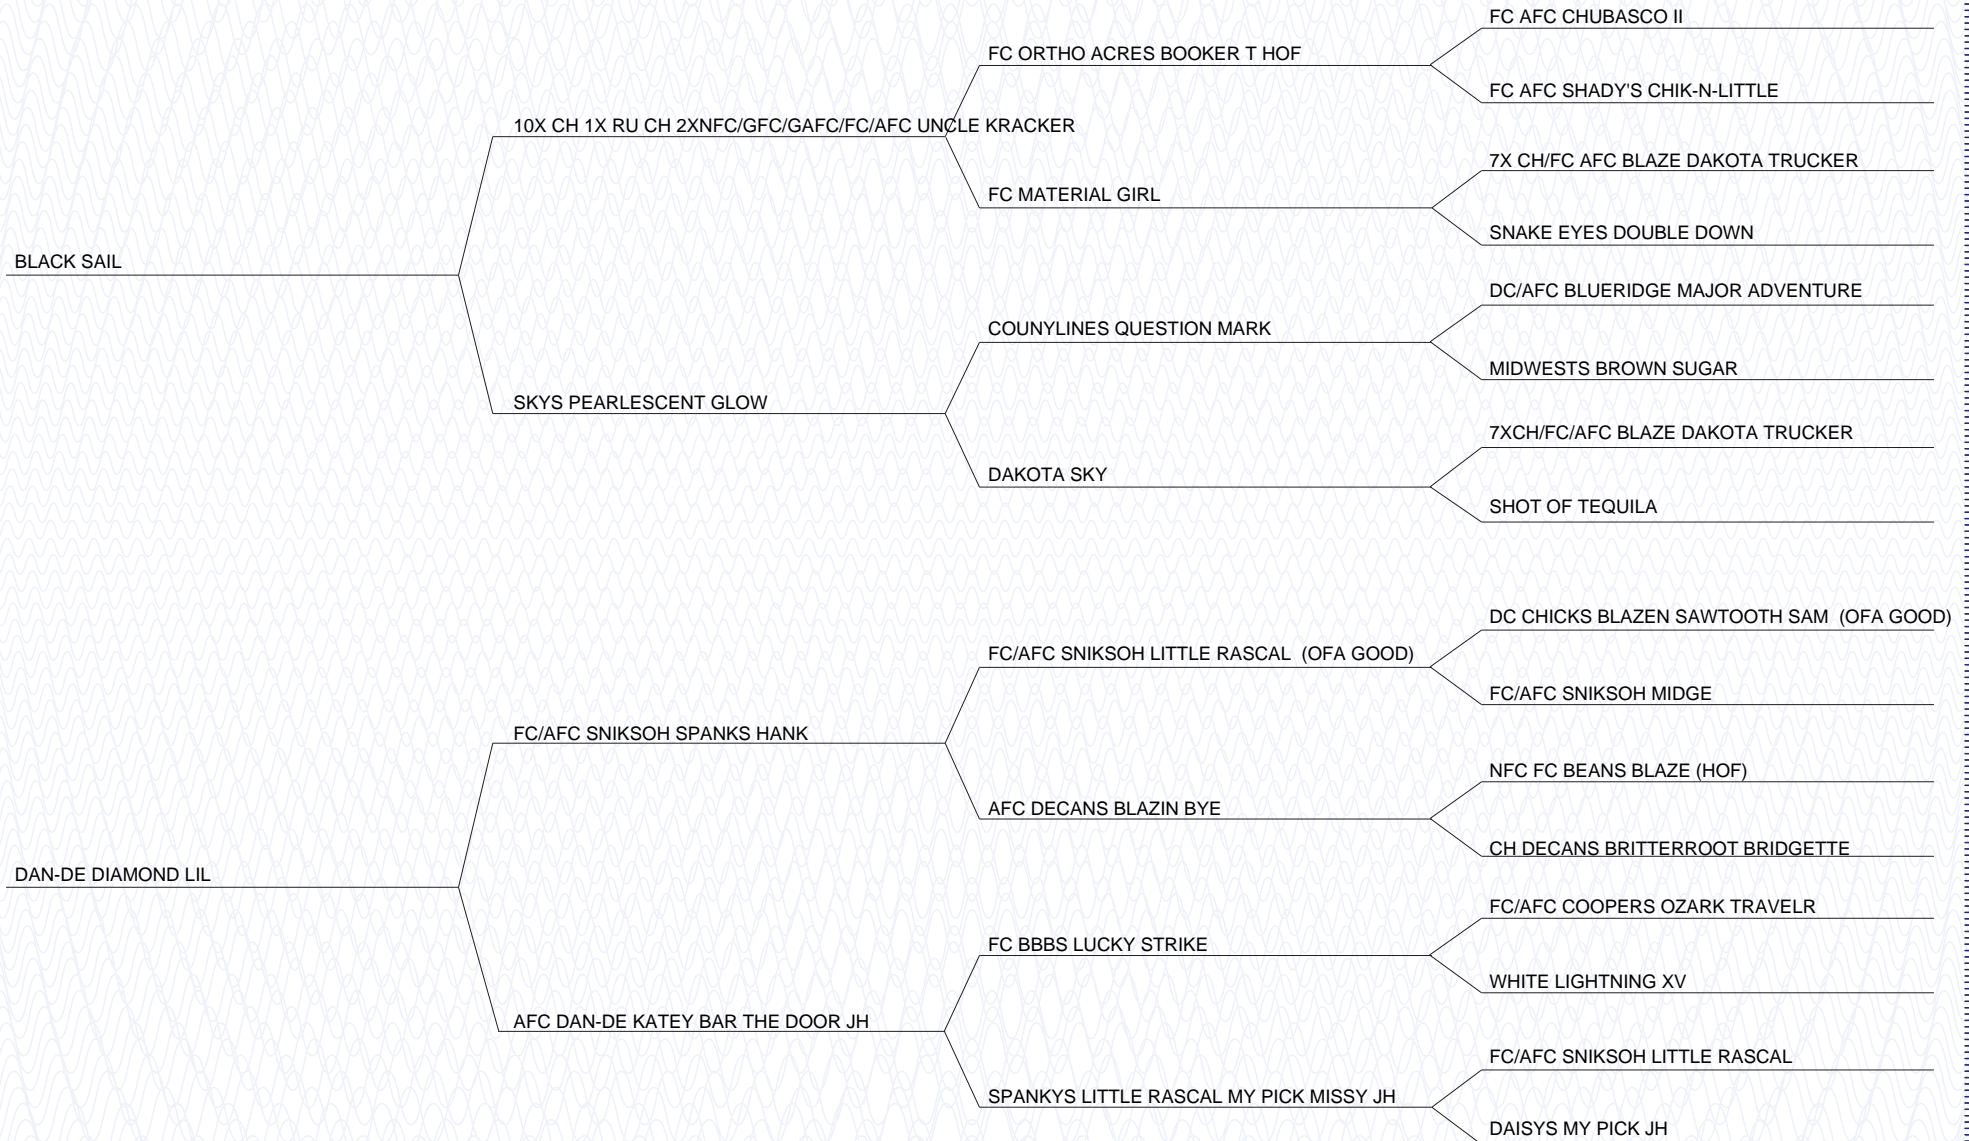 FC AFC CHUBASCO II
FC ORTHO ACRES BOOKER T HOF
FC AFC SHADY'S CHIK-N-LITTLE
10X CH 1X RU CH 2XNFC/GFC/GAFC/FC/AFC UNCLE KRACKER
7X CH/FC AFC BLAZE DAKOTA TRUCKER
FC MATERIAL GIRL
SNAKE EYES DOUBLE DOWN
BLACK SAIL
DC/AFC BLUERIDGE MAJOR ADVENTURE
COUNYLINES QUESTION MARK
MIDWESTS BROWN SUGAR
SKYS PEARLESCENT GLOW
7XCH/FC/AFC BLAZE DAKOTA TRUCKER
DAKOTA SKY
SHOT OF TEQUILA
DC CHICKS BLAZEN SAWTOOTH SAM (OFA GOOD)
FC/AFC SNIKSOH LITTLE RASCAL (OFA GOOD)
FC/AFC SNIKSOH MIDGE
FC/AFC SNIKSOH SPANKS HANK
NFC FC BEANS BLAZE (HOF)
AFC DECANS BLAZIN BYE
CH DECANS BRITTERROOT BRIDGETTE
DAN-DE DIAMOND LIL
FC/AFC COOPERS OZARK TRAVELR
FC BBBS LUCKY STRIKE
WHITE LIGHTNING XV
AFC DAN-DE KATEY BAR THE DOOR JH
FC/AFC SNIKSOH LITTLE RASCAL
SPANKYS LITTLE RASCAL MY PICK MISSY JH
DAISYS MY PICK JH